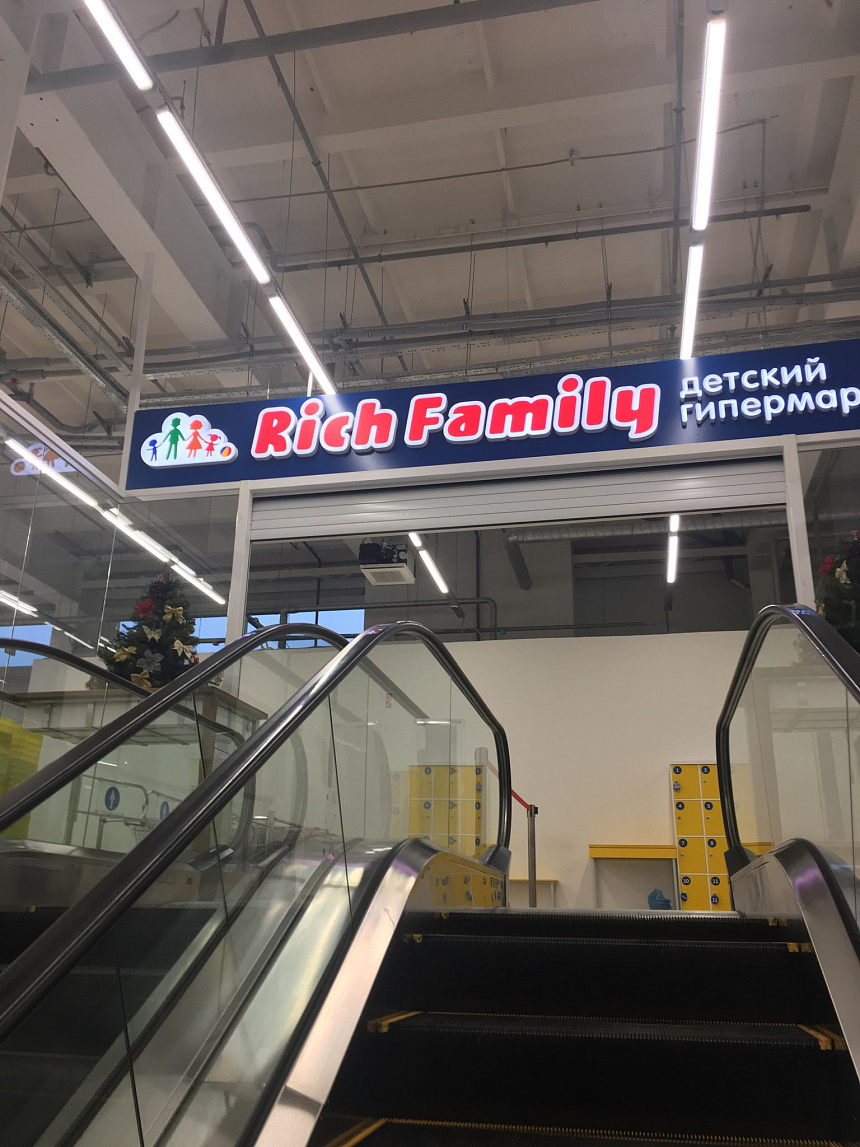 Rich Family
детский
гипермар